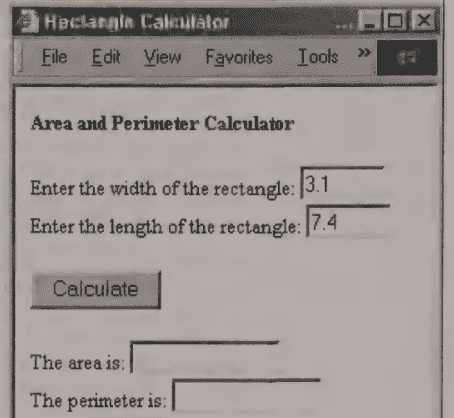 Rectangle Calculator
File Edit View Favorites Tools »
Area and Perimeter Calculator
Enter the width of the rectangle: 3.1
Enter the length of the rectangle: 7.4
Calculate
The area is:
The perimeter is: